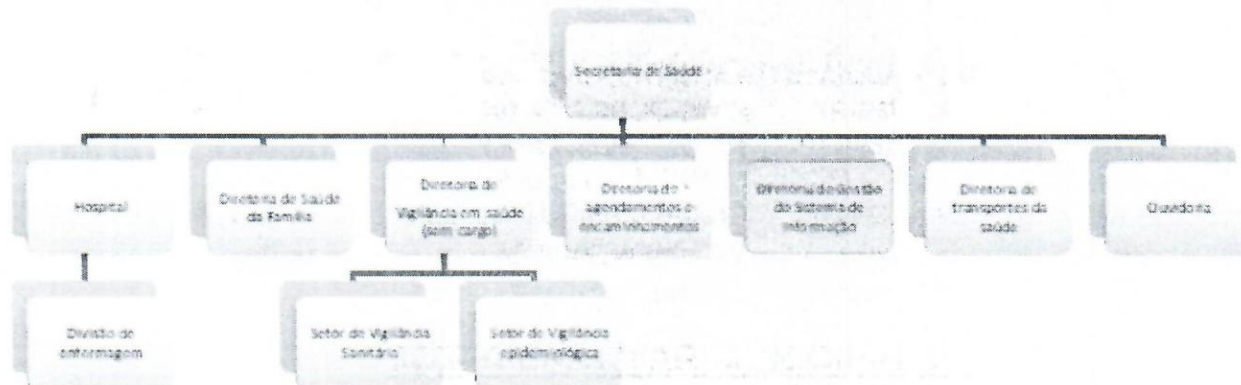 Secretaria de Saúde
Hospital
Diretoria de Saúde
da Família
Diretoria de
Vigilância em saúde
(sem cargo)
Diretoria de
agendamentos e
encaminhamentos
Diretoria de Gestão
do Sistema de
Informação
Diretoria de
transportes da
saúde
Ouvidoria
Divisão de
enfermagem
Setor de Vigilância
Sanitária
Setor de Vigilância
epidemiológica